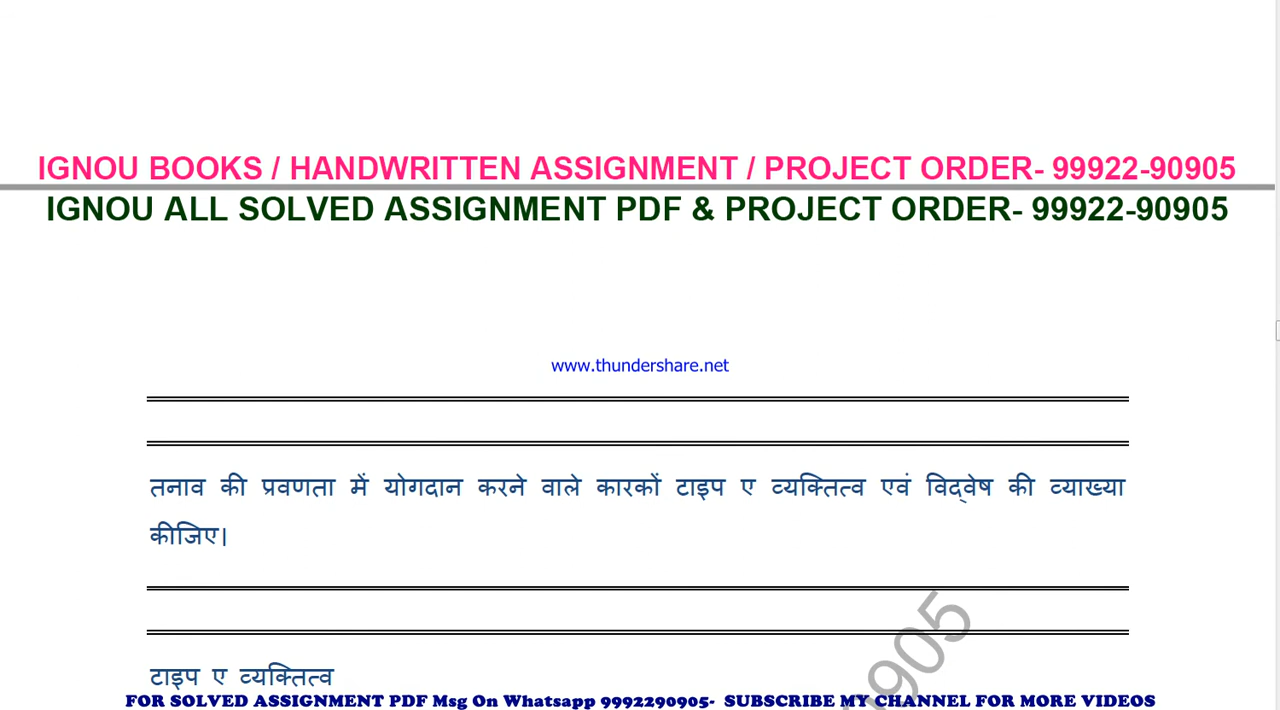 IGNOU BOOKS / HANDWRITTEN ASSIGNMENT / PROJECT ORDER- 99922-90905
IGNOU ALL SOLVED ASSIGNMENT PDF & PROJECT ORDER- 99922-90905
www.thundershare.net
तनाव की प्रवणता में योगदान करने वाले कारकों टाइप ए व्यक्तित्व एवं विद्वेष की व्याख्या
कीजिए।
टाइप ए व्यक्तित्व
FOR SOLVED ASSIGNMENT PDF Msg On Whatsapp 9992290905- SUBSCRIBE MY CHANNEL FOR MORE VIDEOS